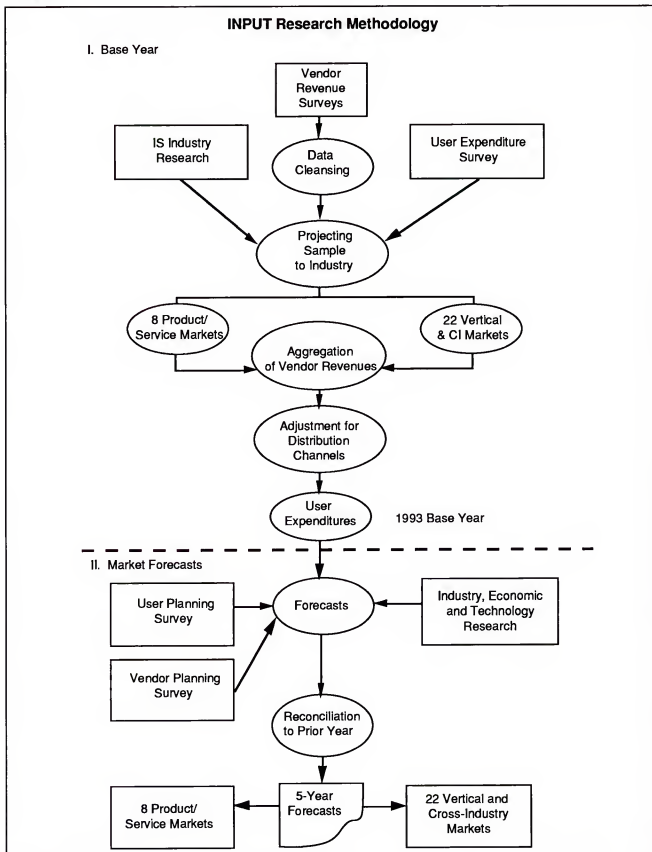 INPUT Research Methodology
I. Base Year
Vendor
Revenue
Surveys
IS Industry
Research
Data
Cleansing
User Expenditure
Survey
Projecting
Sample
to Industry
8 Product/
Service Markets
22 Vertical
& CI Markets
Aggregation
of Vendor Revenues
Adjustment for
Distribution
Channels
User
Expenditures
1993 Base Year
II. Market Forecasts
User Planning
Survey
Forecasts
Industry, Economic
and Technology
Research
Vendor Planning
Survey
Reconciliation
to Prior Year
8 Product/
Service Markets
5-Year
Forecasts
22 Vertical and
Cross-Industry
Markets